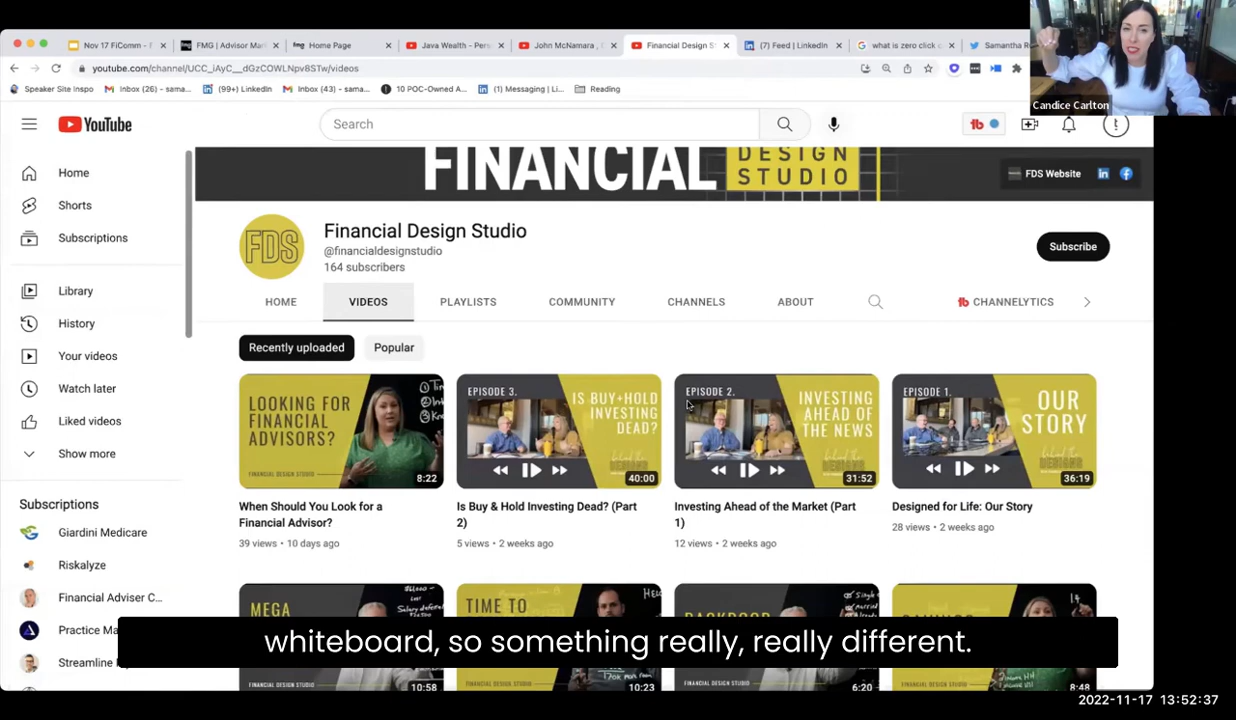 Nov 17 FiComm - F
FMG | Advisor Mar
Home Page
Java Wealth - Pers
John McNamara ,
Financial Design S
(7) Feed | LinkedIn
what is zero click c
Samantha R
youtube.com/channel/UCC_iAyC__dGzCOWLNpv8STw/videos
Speaker Site Inspo
Inbox (26) - sama...
(99+) LinkedIn
Inbox (43) - sama...
10 POC-Owned A...
(1) Messaging | Li...
Reading
Candice Carlton
YouTube
Search
Home
Shorts
Subscriptions
Library
History
Your videos
Watch later
Liked videos
Show more
Subscriptions
Giardini Medicare
Riskalyze
Financial Adviser C...
Practice Ma
Streamline
FINANCIAL
DESIGN
STUDIO
FDS Website
FDS
Financial Design Studio
@financialdesignstudio
164 subscribers
Subscribe
HOME
VIDEOS
PLAYLISTS
COMMUNITY
CHANNELS
ABOUT
CHANNELYTICS
Recently uploaded
Popular
LOOKING FOR
FINANCIAL
ADVISORS?
FINANCIAL DESIGN STUDIO
8:22
When Should You Look for a
Financial Advisor?
39 views • 10 days ago
EPISODE 3.
IS BUY+HOLD
INVESTING
DEAD?
40:00
Is Buy & Hold Investing Dead? (Part
2)
5 views • 2 weeks ago
EPISODE 2.
INVESTING
AHEAD OF
THE NEWS
31:52
Investing Ahead of the Market (Part
1)
12 views • 2 weeks ago
EPISODE 1.
OUR
STORY
36:19
Designed for Life: Our Story
28 views • 2 weeks ago
MEGA
TIME TO
whiteboard, so something really, really different.
FINANCIAL DESIGN STUDIO
10:58
FINANCIAL DESIGN STUDIO
10:23
FINANCIAL DESIGN STUDIO
6:20
FINANCIAL DESIGN STUDIO
8:48
2022-11-17 13:52:37